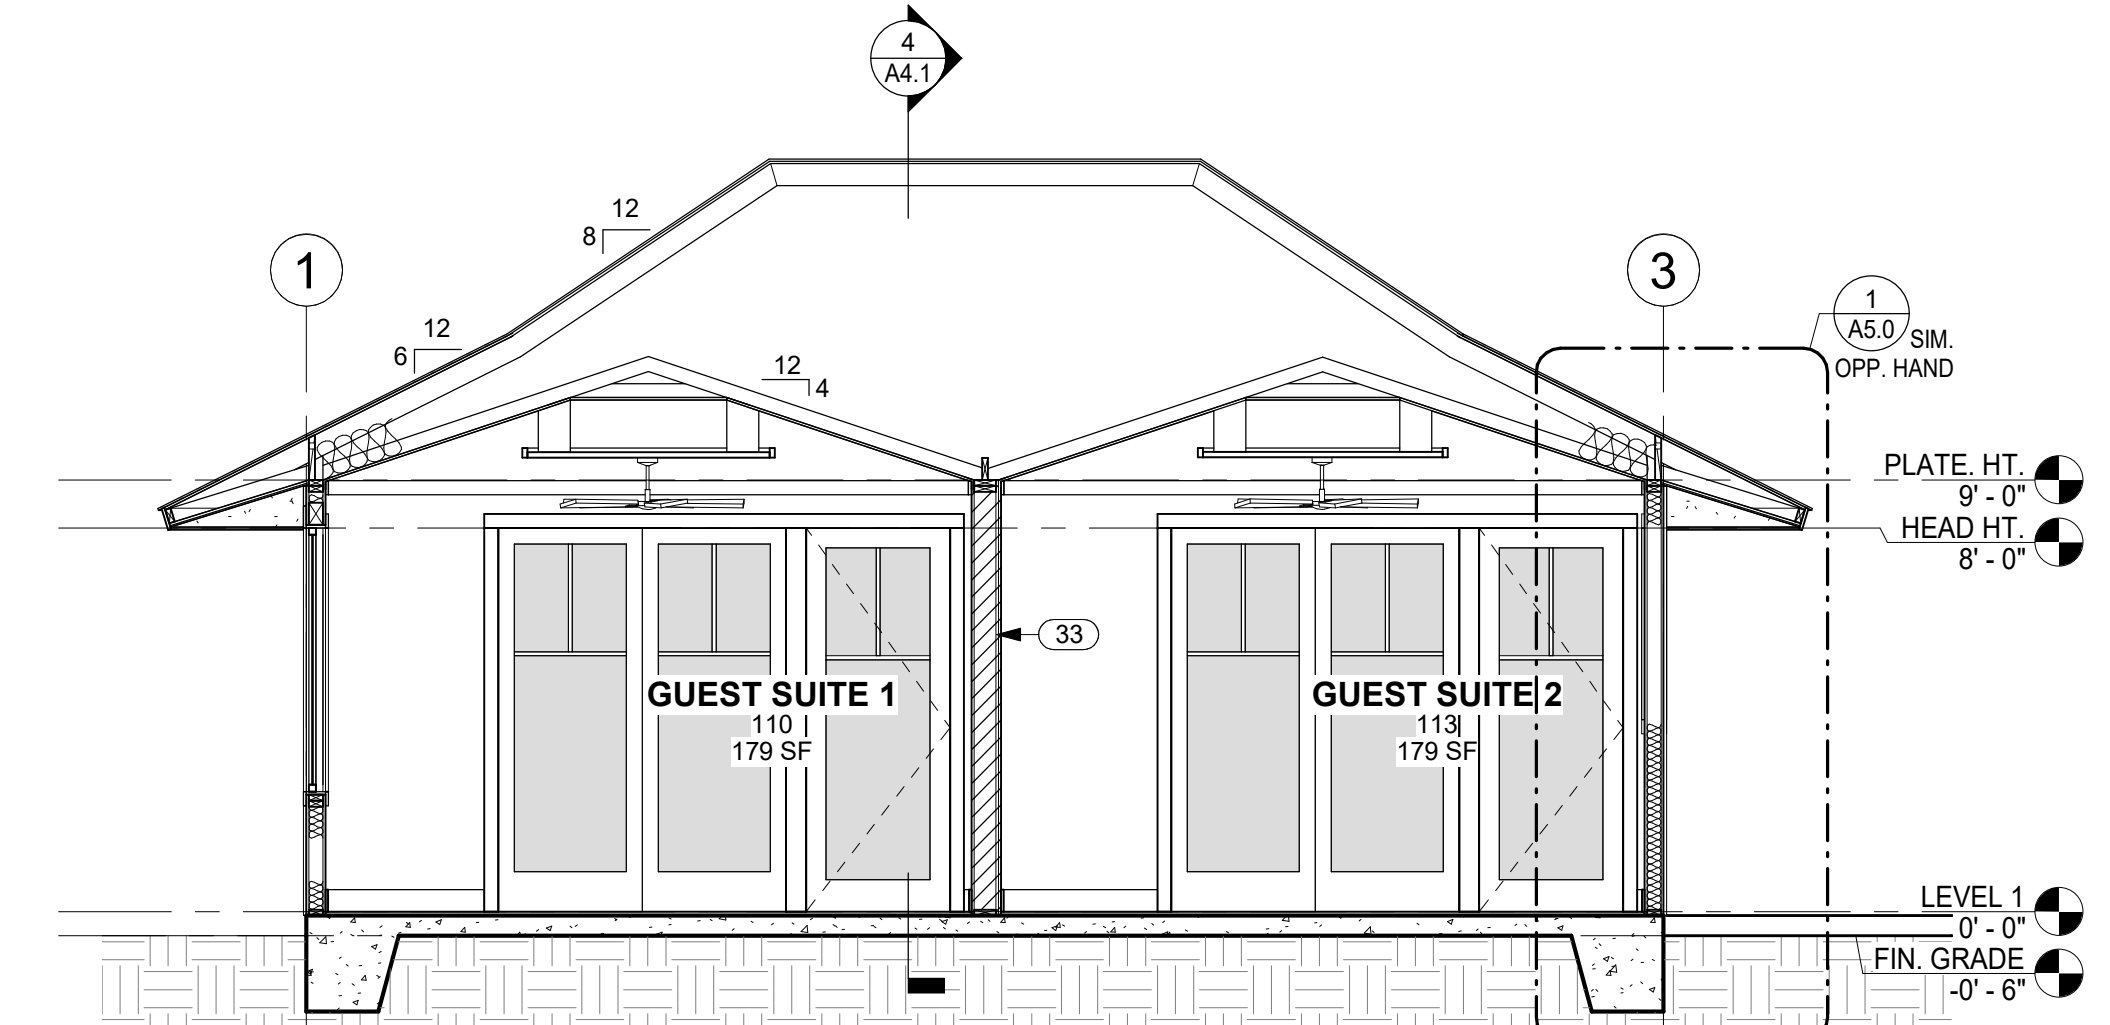 4
A4.1
12
8
1
3
12
6
12
4
1
A5.0
SIM.
OPP. HAND
PLATE. HT.
9' - 0"
HEAD HT.
8' - 0"
33
GUEST SUITE 1
110
179 SF
GUEST SUITE 2
113
179 SF
LEVEL 1
0' - 0"
FIN. GRADE
-0' - 6"